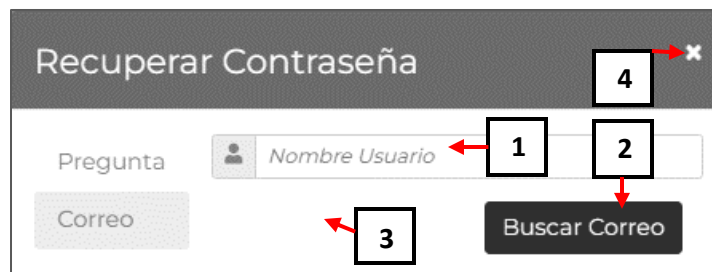 Recuperar Contraseña
4
Pregunta
Nombre Usuario
1
2
Correo
3
Buscar Correo